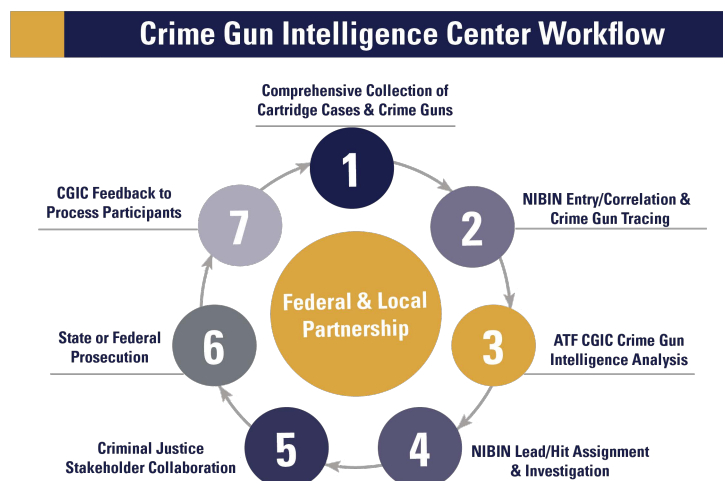 Crime Gun Intelligence Center Workflow
Comprehensive Collection of
Cartridge Cases & Crime Guns
1
NIBIN Entry/Correlation &
Crime Gun Tracing
2
ATF CGIC Crime Gun
Intelligence Analysis
3
NIBIN Lead/Hit Assignment
& Investigation
4
Criminal Justice
Stakeholder Collaboration
5
State or Federal
Prosecution
6
CGIC Feedback to
Process Participants
7
Federal & Local
Partnership